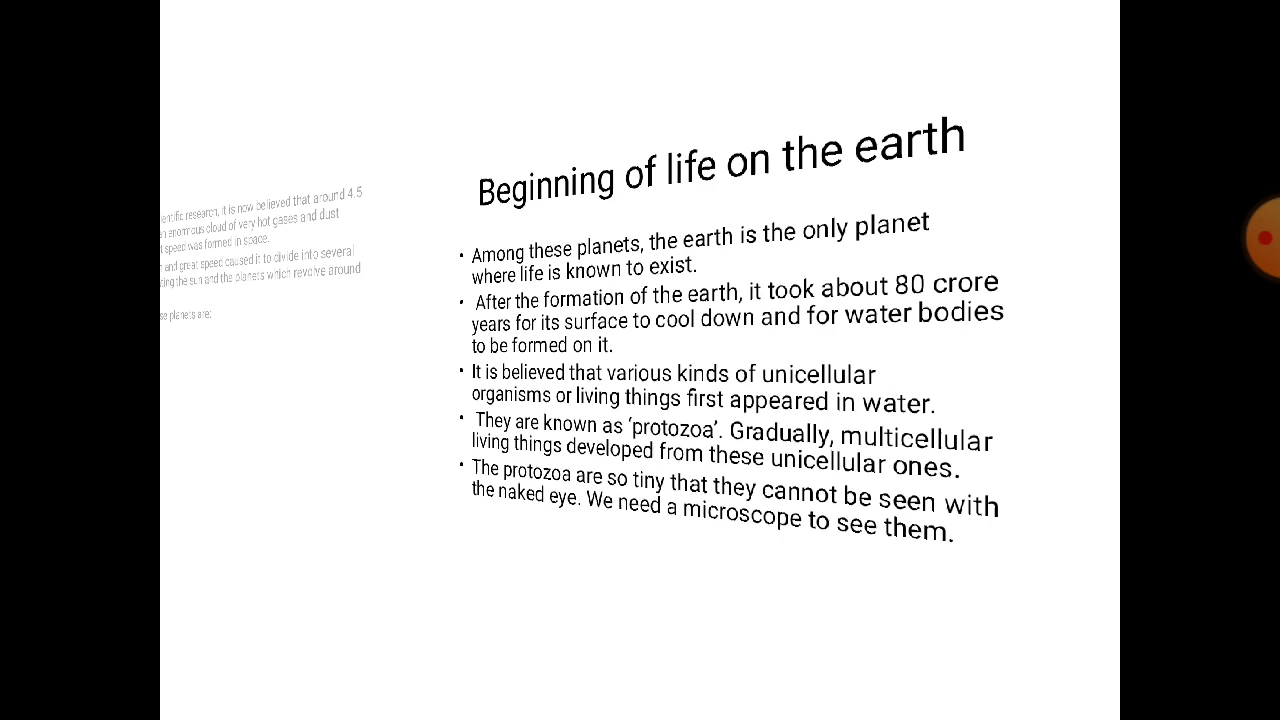 research, it is now believed that around 4.5
enormous cloud of very hot gases and dust
speed was formed in space.
and great speed caused it to divide into several
the sun and the planets which revolve around
planets are:
Beginning of life on the earth
• Among these planets, the earth is the only planet
where life is known to exist.
• After the formation of the earth, it took about 80 crore
years for its surface to cool down and for water bodies
to be formed on it.
• It is believed that various kinds of unicellular
organisms or living things first appeared in water.
• They are known as ‘protozoa’. Gradually, multicellular
living things developed from these unicellular ones.
• The protozoa are so tiny that they cannot be seen with
the naked eye. We need a microscope to see them.